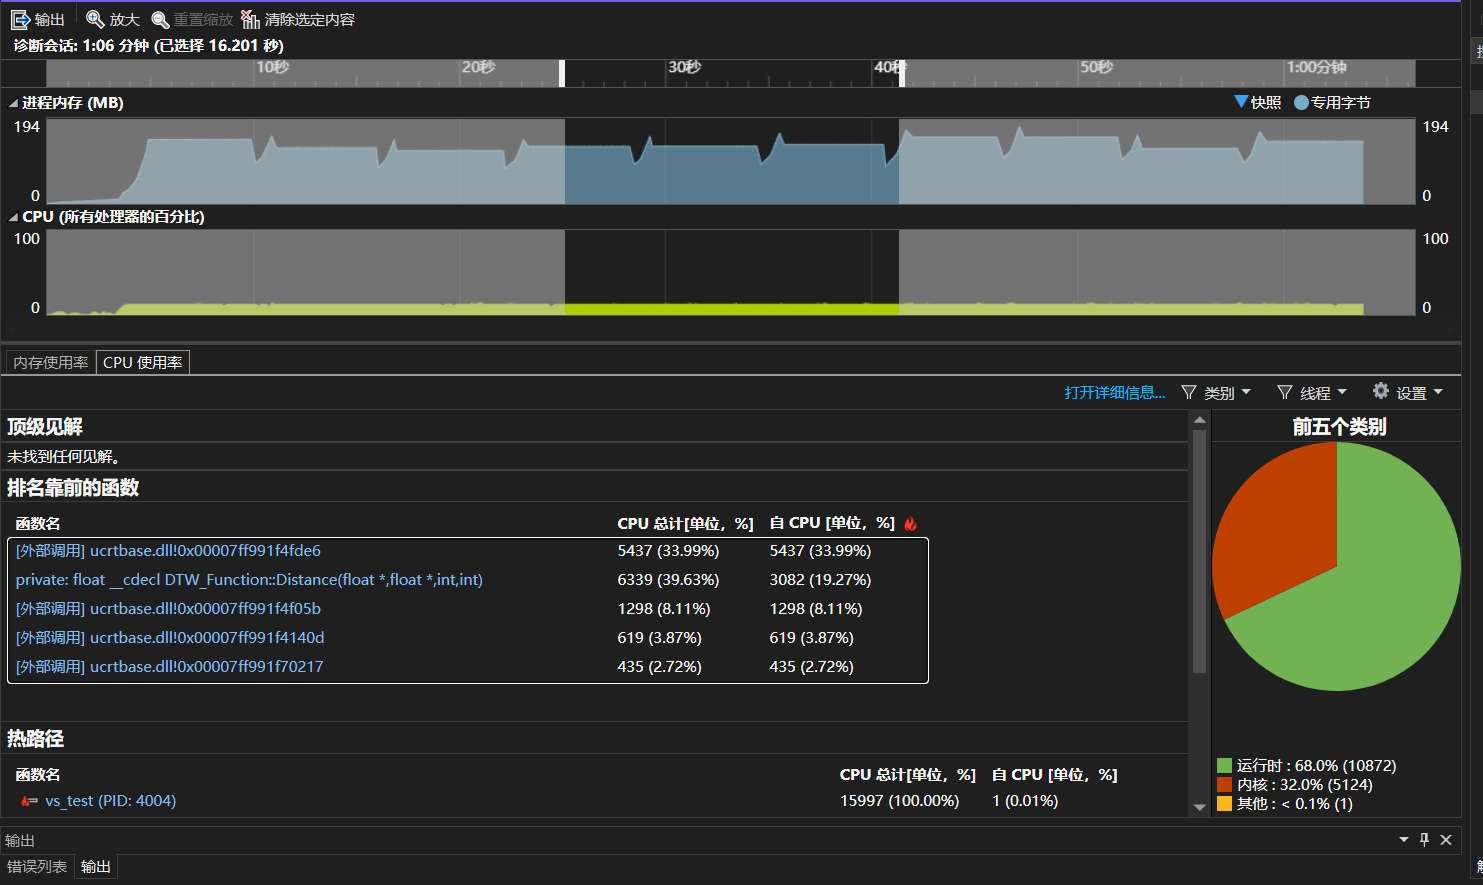 输出 放大 重置缩放 清除选定内容
诊断会话: 1:06 分钟 (已选择 16.201 秒)
10秒 20秒 30秒 40秒 50秒 1:00分钟
进程内存 (MB) 快照 专用字节
194 194
0 0
CPU (所有处理器的百分比)
100 100
0 0
内存使用率 CPU 使用率
打开详细信息... 类别 线程 设置
顶级见解
未找到任何见解。
排名靠前的函数
函数名 CPU 总计[单位，%] 自 CPU [单位，%]
[外部调用] ucrtbase.dll!0x00007ff991f4fde6 5437 (33.99%) 5437 (33.99%)
private: float __cdecl DTW_Function::Distance(float *,float *,int,int) 6339 (39.63%) 3082 (19.27%)
[外部调用] ucrtbase.dll!0x00007ff991f4f05b 1298 (8.11%) 1298 (8.11%)
[外部调用] ucrtbase.dll!0x00007ff991f4140d 619 (3.87%) 619 (3.87%)
[外部调用] ucrtbase.dll!0x00007ff991f70217 435 (2.72%) 435 (2.72%)
热路径
函数名 CPU 总计[单位，%] 自 CPU [单位，%]
vs_test (PID: 4004) 15997 (100.00%) 1 (0.01%)
前五个类别
运行时 : 68.0% (10872)
内核 : 32.0% (5124)
其他 : < 0.1% (1)
输出
错误列表 输出